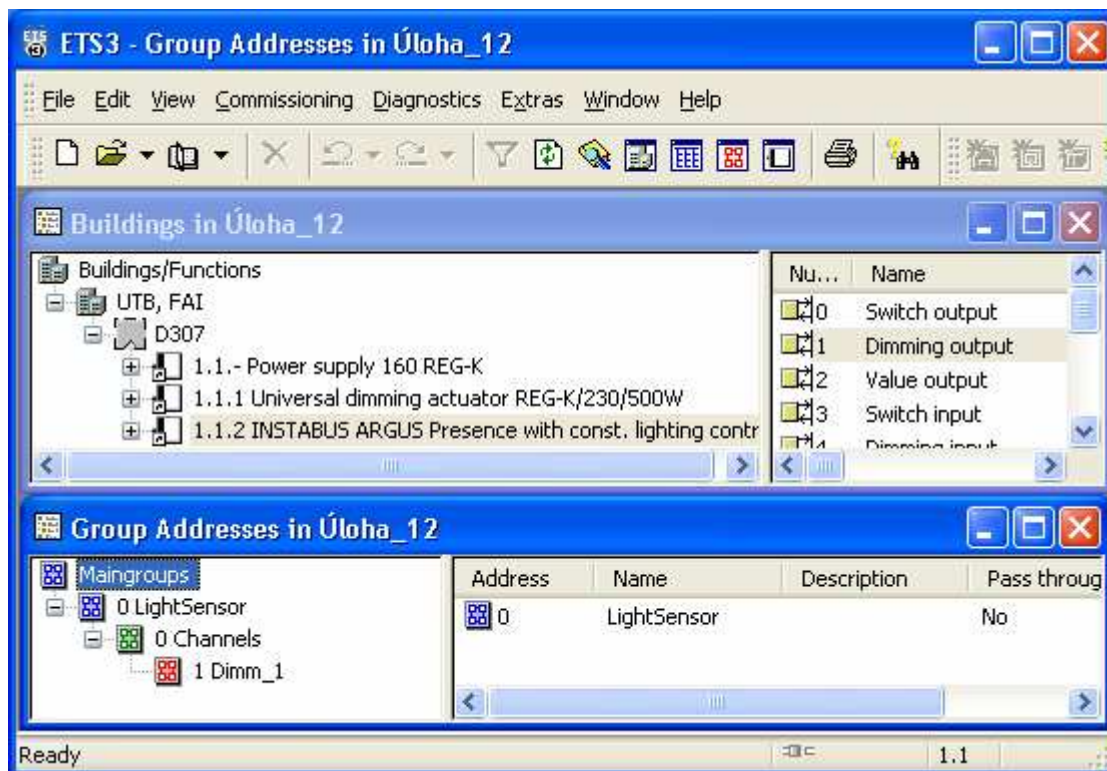 ETS3 - Group Addresses in Úloha_12
File Edit View Commissioning Diagnostics Extras Window Help
Buildings in Úloha_12
Buildings/Functions
UTB, FAI
D307
1.1.- Power supply 160 REG-K
1.1.1 Universal dimming actuator REG-K/230/500W
1.1.2 INSTABUS ARGUS Presence with const. lighting contr
Nu... Name
0 Switch output
1 Dimming output
2 Value output
3 Switch input
4 Dimming input
Group Addresses in Úloha_12
Maingroups
0 LightSensor
0 Channels
1 Dimm_1
Address Name Description Pass throug
0 LightSensor No
Ready 1.1